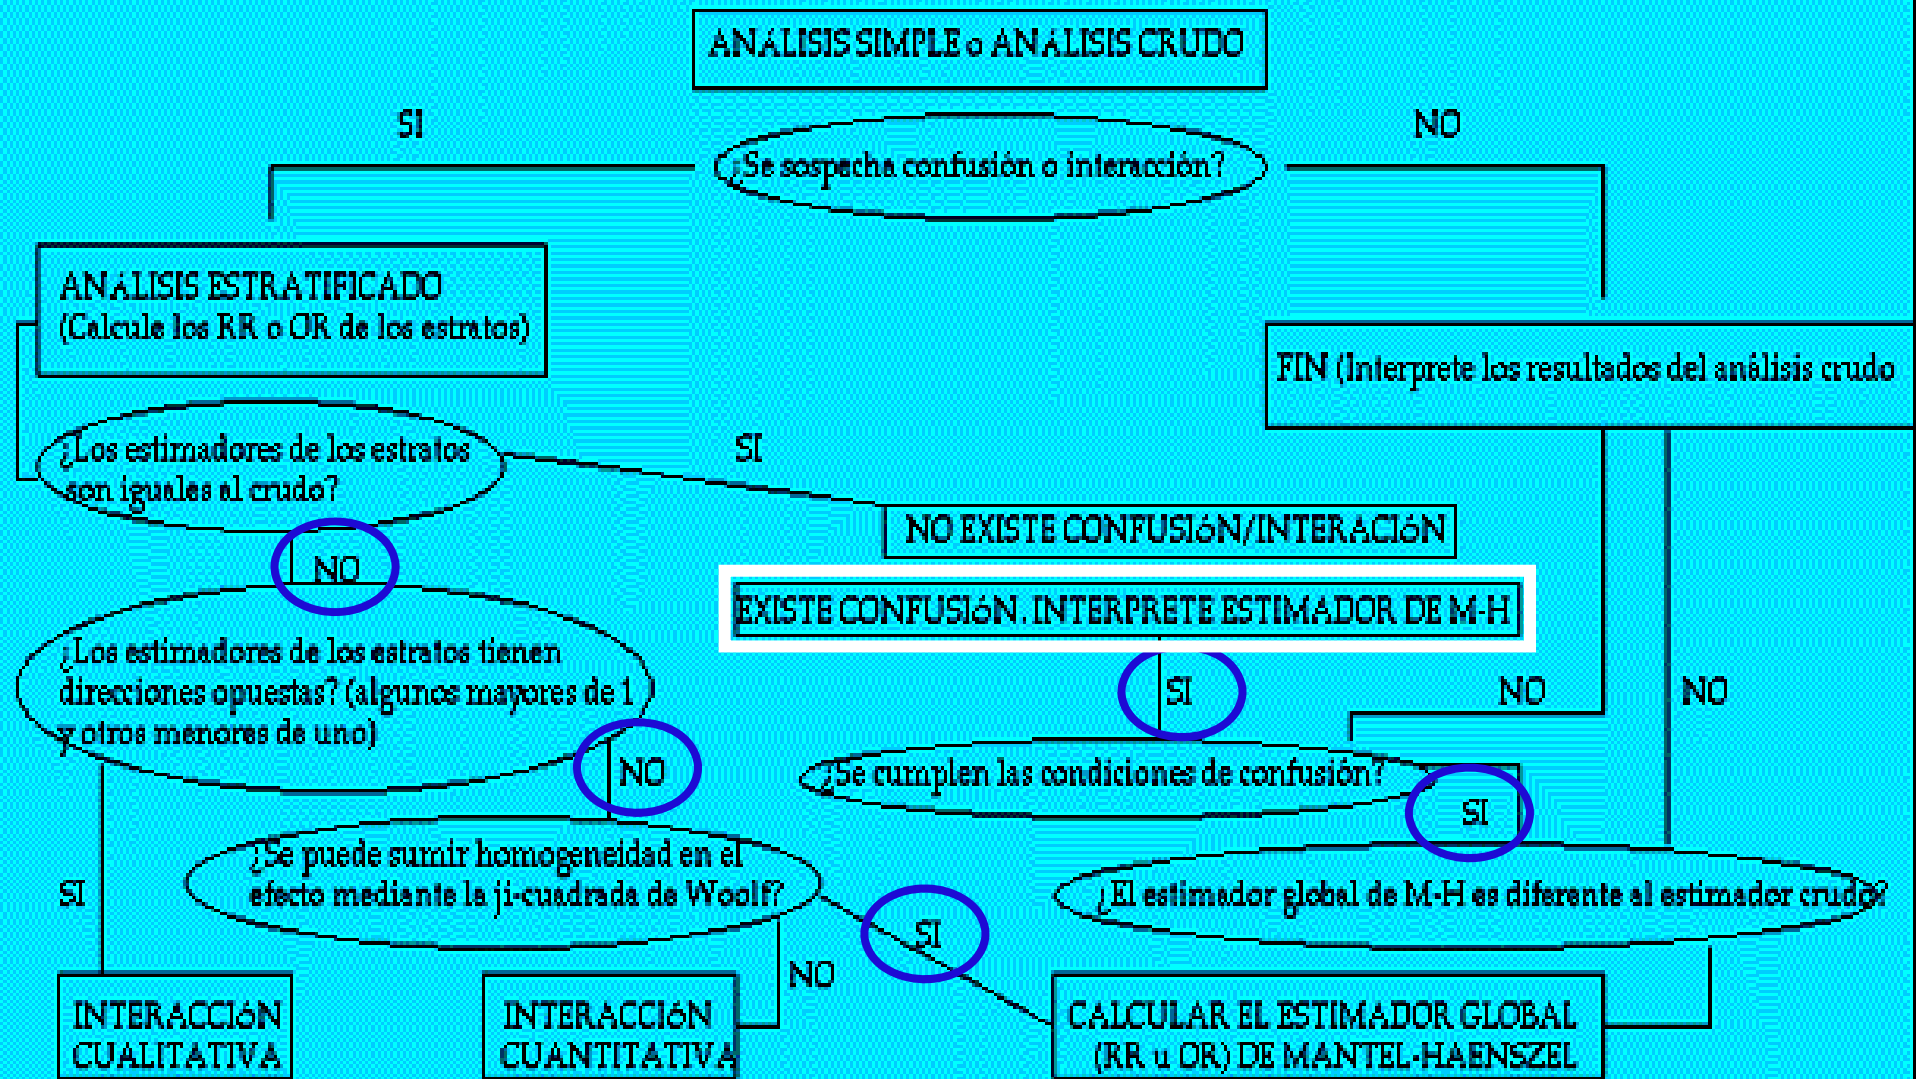 ANÁLISIS SIMPLE o ANÁLISIS CRUDO
SI
NO
¿Se sospecha confusión o interacción?
ANÁLISIS ESTRATIFICADO
(Calcule los RR o OR de los estratos)
FIN (Interprete los resultados del análisis crudo
¿Los estimadores de los estratos
son iguales al crudo?
SI
NO EXISTE CONFUSIóN/INTERACIóN
NO
EXISTE CONFUSIóN. INTERPRETE ESTIMADOR DE M-H
¿Los estimadores de los estratos tienen
direcciones opuestas? (algunos mayores de 1
y otros menores de uno)
SI
NO
NO
NO
¿Se cumplen las condiciones de confusión?
SI
¿Se puede sumir homogeneidad en el
efecto mediante la ji-cuadrada de Woolf?
SI
¿El estimador global de M-H es diferente al estimador crudo?
SI
NO
INTERACCIóN
CUALITATIVA
INTERACCIóN
CUANTITATIVA
CALCULAR EL ESTIMADOR GLOBAL
(RR u OR) DE MANTEL-HAENSZEL